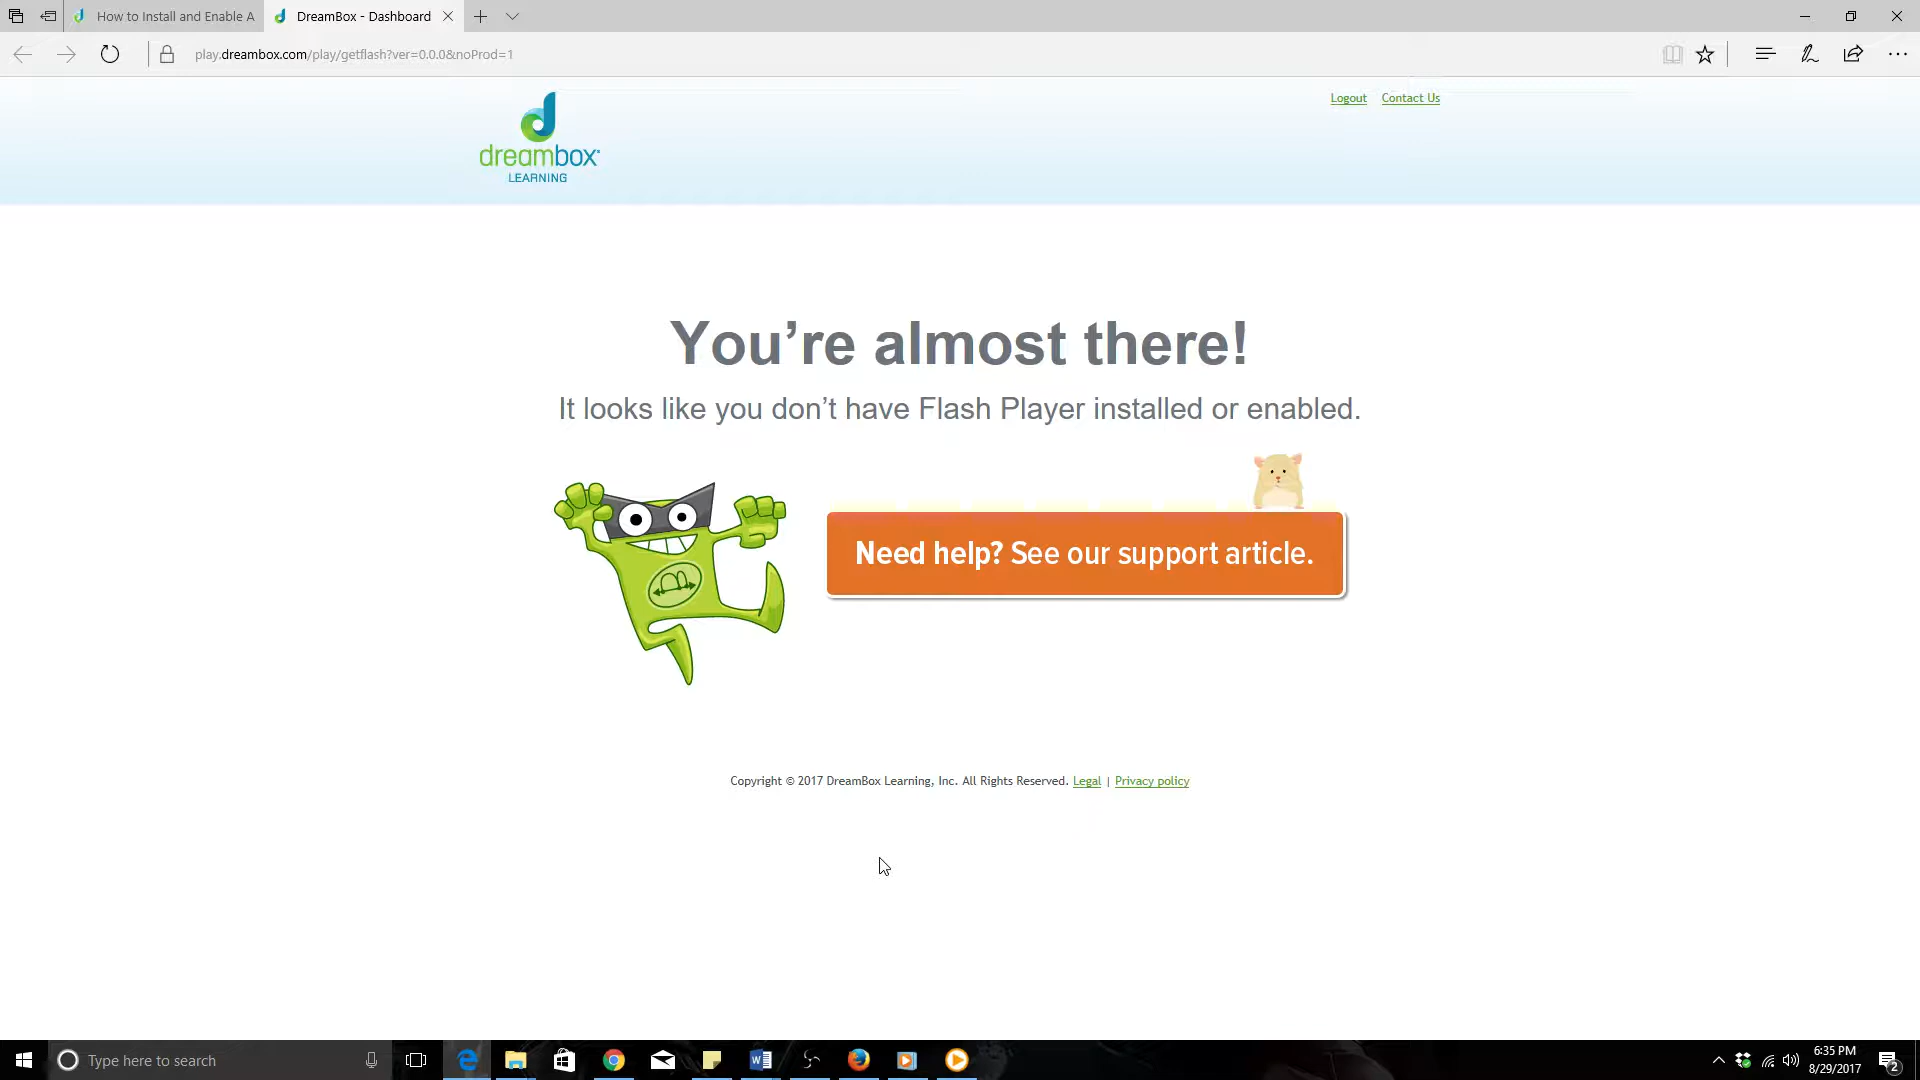 How to Install and Enable A
DreamBox - Dashboard
play.dreambox.com/play/getflash?ver=0.0.0&noProd=1
Logout Contact Us
dreambox
LEARNING
You’re almost there!
It looks like you don’t have Flash Player installed or enabled.
Need help? See our support article.
Copyright © 2017 DreamBox Learning, Inc. All Rights Reserved. Legal | Privacy policy
Type here to search
6:35 PM
8/29/2017
2